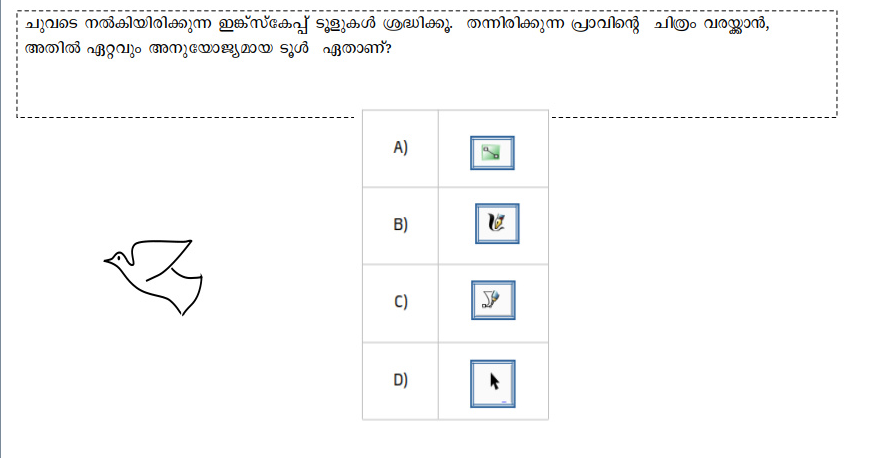 ചുവടെ നൽകിയിരിക്കുന്ന ഇങ്ക്സ്കേപ്പ് ടൂളുകൾ ശ്രദ്ധിക്കൂ. തന്നിരിക്കുന്ന പ്രാവിന്റെ ചിത്രം വരയ്ക്കാൻ,
അതിൽ ഏറ്റവും അനുയോജ്യമായ ടൂൾ ഏതാണ്?
A)
B)
C)
D)